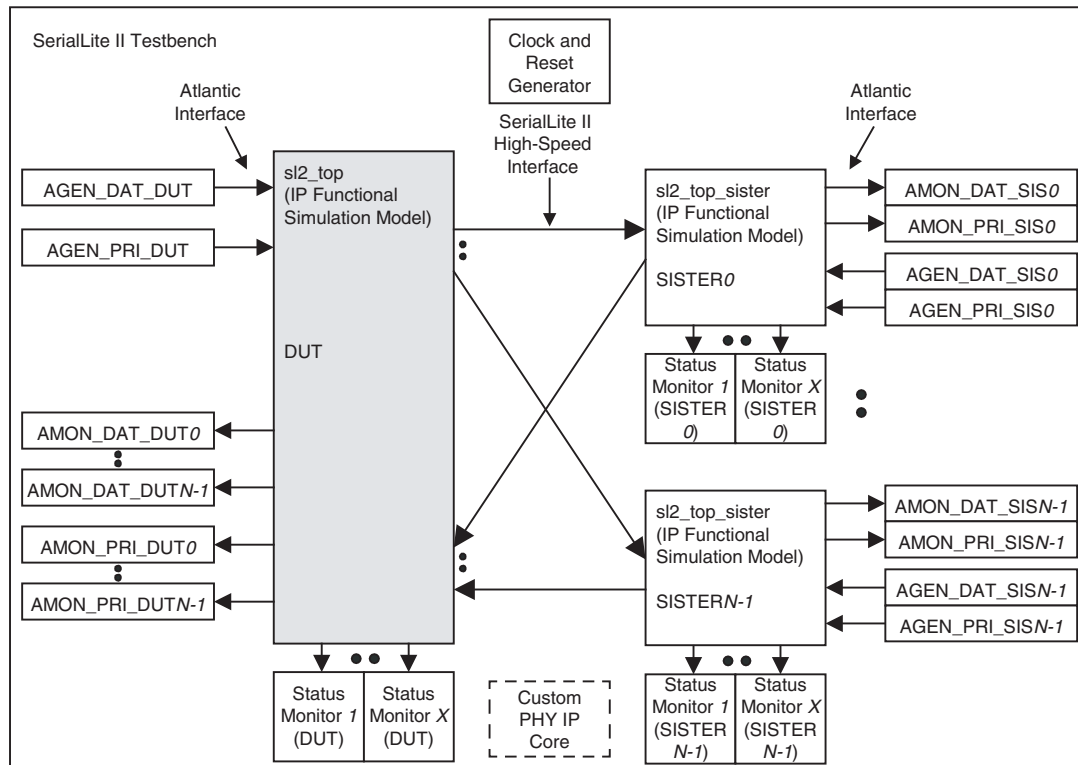 SerialLite II Testbench
Clock and
Reset
Generator
Atlantic
Interface
SerialLite II
High-Speed
Interface
Atlantic
Interface
AGEN_DAT_DUT
AGEN_PRI_DUT
sl2_top
(IP Functional
Simulation Model)
DUT
AMON_DAT_DUT0
AMON_DAT_DUTN-1
AMON_PRI_DUT0
AMON_PRI_DUTN-1
Status
Monitor 1
(DUT)
Status
Monitor X
(DUT)
Custom
PHY IP
Core
sl2_top_sister
(IP Functional
Simulation Model)
SISTER0
AMON_DAT_SIS0
AMON_PRI_SIS0
AGEN_DAT_SIS0
AGEN_PRI_SIS0
Status
Monitor 1
(SISTER
0)
Status
Monitor X
(SISTER
0)
sl2_top_sister
(IP Functional
Simulation Model)
SISTERN-1
AMON_DAT_SISN-1
AMON_PRI_SISN-1
AGEN_DAT_SISN-1
AGEN_PRI_SISN-1
Status
Monitor 1
(SISTER
N-1)
Status
Monitor X
(SISTER
N-1)